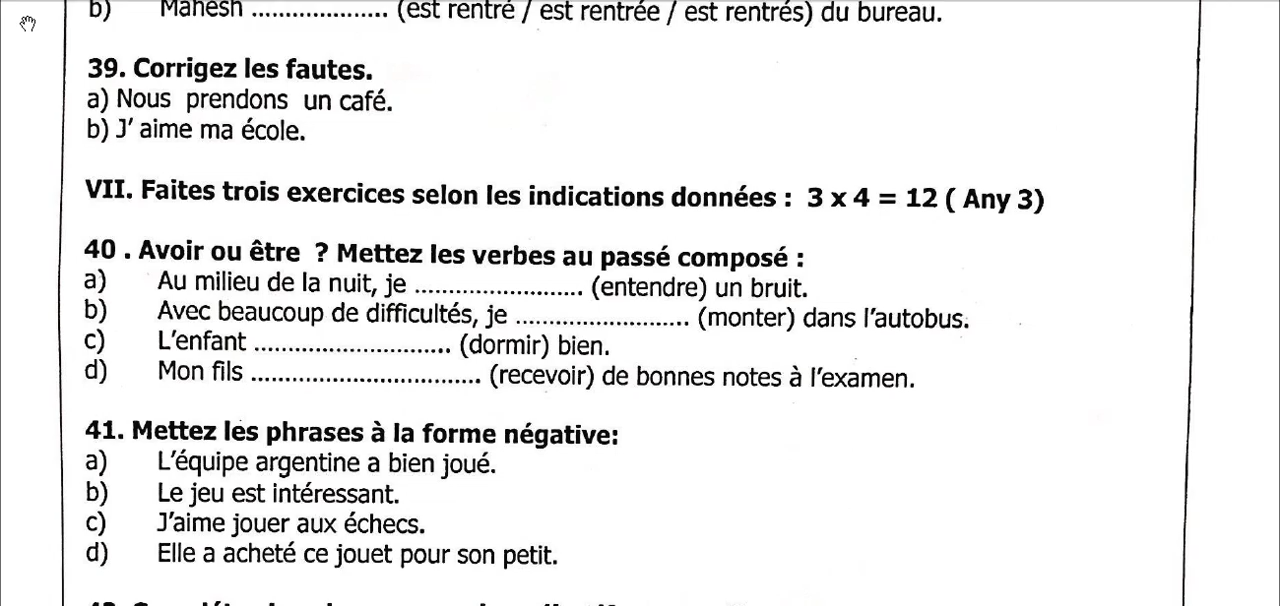 b) Mahesh .................... (est rentré / est rentrée / est rentrés) du bureau.
39. Corrigez les fautes.
a) Nous prendons un café.
b) J' aime ma école.
VII. Faites trois exercices selon les indications données : 3 x 4 = 12 ( Any 3)
40 . Avoir ou être ? Mettez les verbes au passé composé :
a) Au milieu de la nuit, je ......................... (entendre) un bruit.
b) Avec beaucoup de difficultés, je .......................... (monter) dans l'autobus.
c) L'enfant ............................. (dormir) bien.
d) Mon fils .................................. (recevoir) de bonnes notes à l'examen.
41. Mettez les phrases à la forme négative:
a) L'équipe argentine a bien joué.
b) Le jeu est intéressant.
c) J'aime jouer aux échecs.
d) Elle a acheté ce jouet pour son petit.